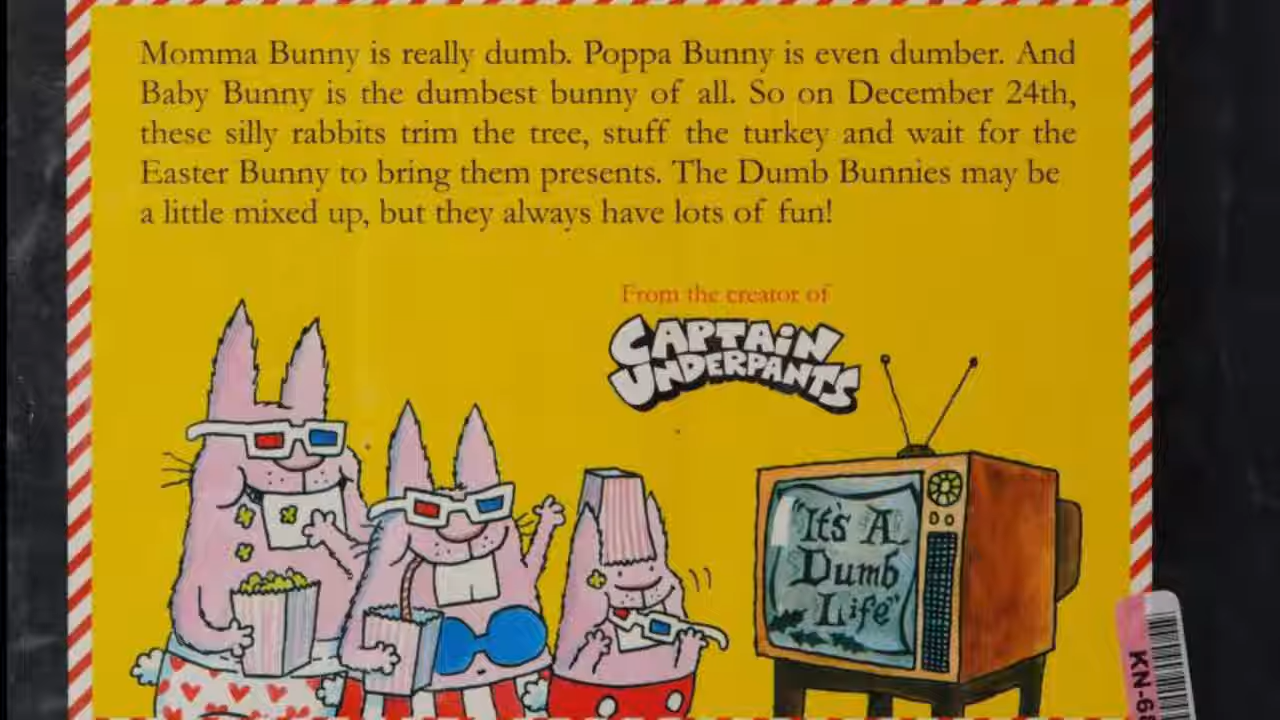 Momma Bunny is really dumb. Poppa Bunny is even dumber. And
Baby Bunny is the dumbest bunny of all. So on December 24th,
these silly rabbits trim the tree, stuff the turkey and wait for the
Easter Bunny to bring them presents. The Dumb Bunnies may be
a little mixed up, but they always have lots of fun!
From the creator of
CAPTAIN
UNDERPANTS
"It's A
Dumb
Life"
KN-6